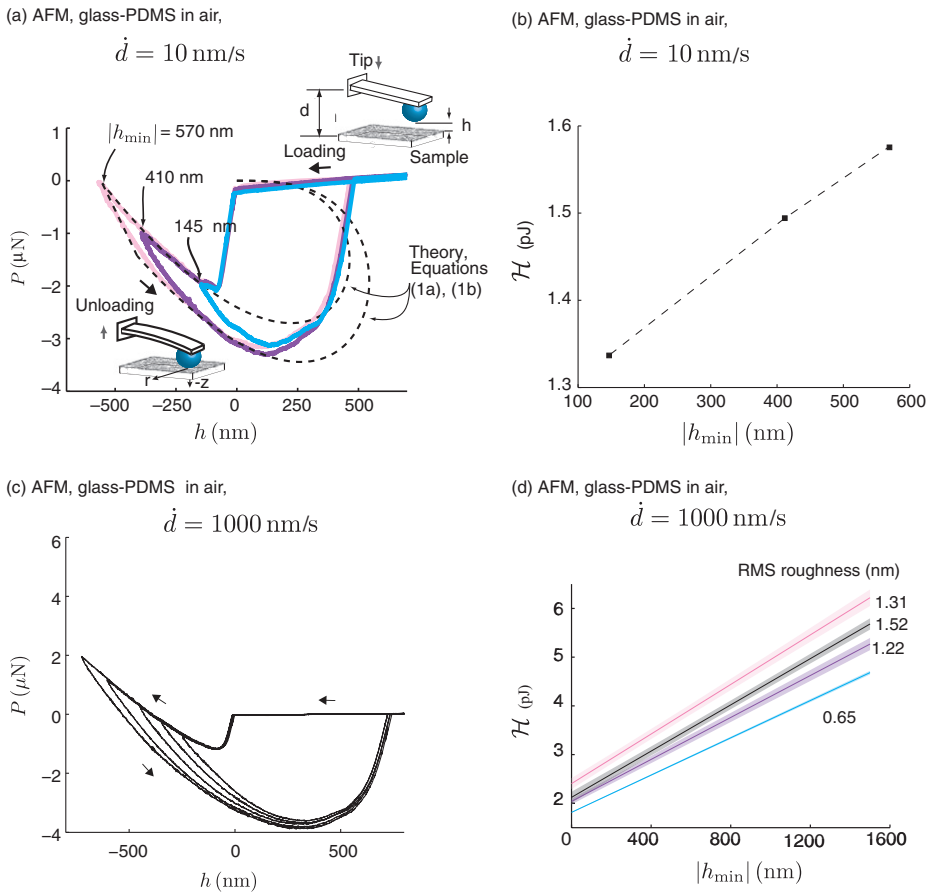 (a) AFM, glass-PDMS in air,
ḋ = 10 nm/s
Tip
d
h
Loading
Sample
|h_min| = 570 nm
410 nm
145 nm
Theory,
Equations
(1a), (1b)
Unloading
r
-z
1
0
−1
−2
−3
−4
P (μN)
−500
−250
0
250
500
h (nm)
(b) AFM, glass-PDMS in air,
ḋ = 10 nm/s
1.6
1.5
1.4
1.3
ℋ (pJ)
100
200
300
400
500
600
|h_min| (nm)
(c) AFM, glass-PDMS in air,
ḋ = 1000 nm/s
6
4
2
0
−2
−4
P (μN)
−500
0
500
h (nm)
(d) AFM, glass-PDMS in air,
ḋ = 1000 nm/s
RMS roughness (nm)
1.31
1.52
1.22
0.65
6
5
4
3
2
ℋ (pJ)
0
400
800
1200
1600
|h_min| (nm)